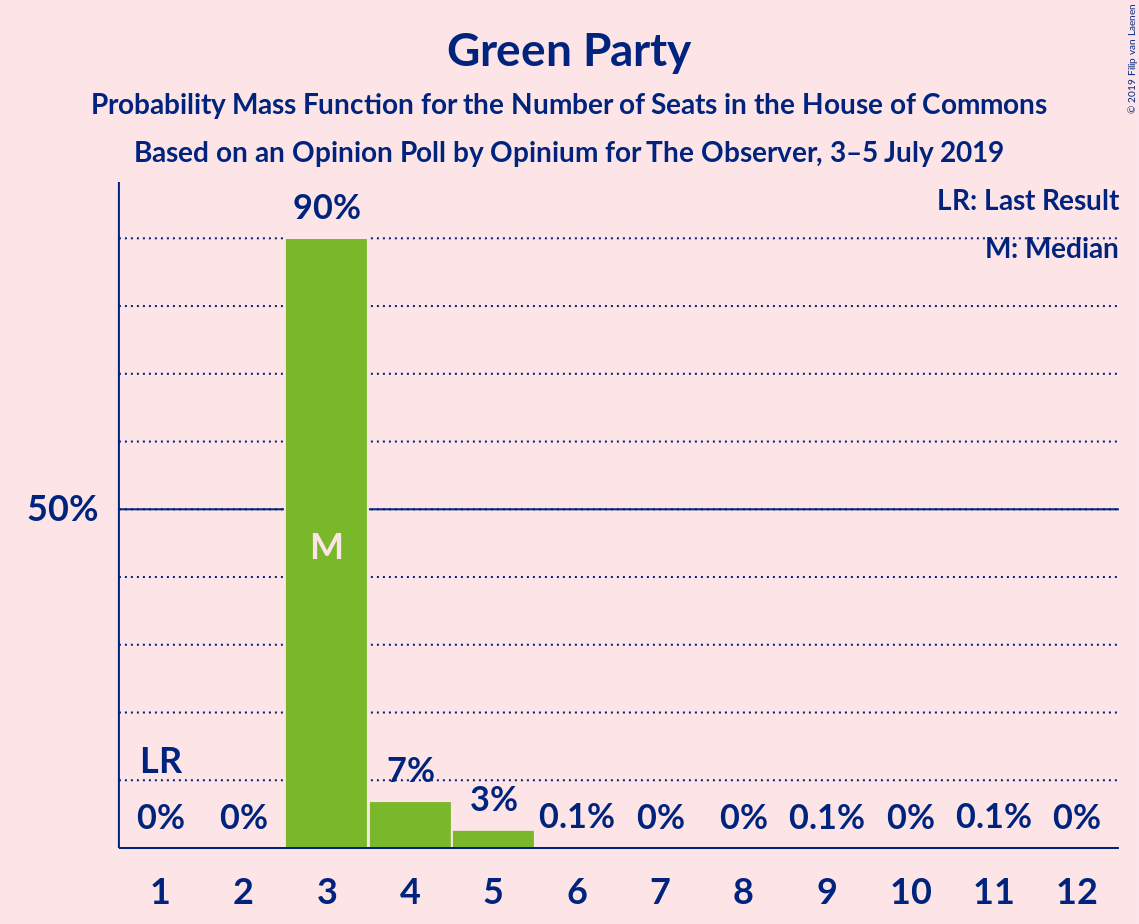 Green Party
Probability Mass Function for the Number of Seats in the House of Commons
Based on an Opinion Poll by Opinium for The Observer, 3–5 July 2019
© 2019 Filip van Laenen
LR: Last Result
M: Median
90%
50%
M
LR
7%
3%
0% 0% 0.1% 0% 0% 0.1% 0% 0.1% 0%
1 2 3 4 5 6 7 8 9 10 11 12